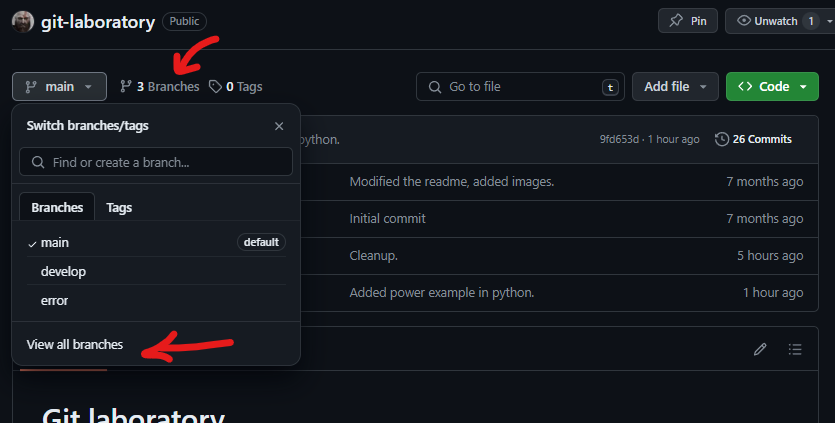 git-laboratory Public Pin Unwatch 1
main 3 Branches 0 Tags Go to file t Add file Code
Switch branches/tags
python. 9fd653d · 1 hour ago 26 Commits
Find or create a branch...
Modified the readme, added images. 7 months ago
Branches Tags
Initial commit 7 months ago
main default
Cleanup. 5 hours ago
develop
Added power example in python. 1 hour ago
error
View all branches
Git laboratory